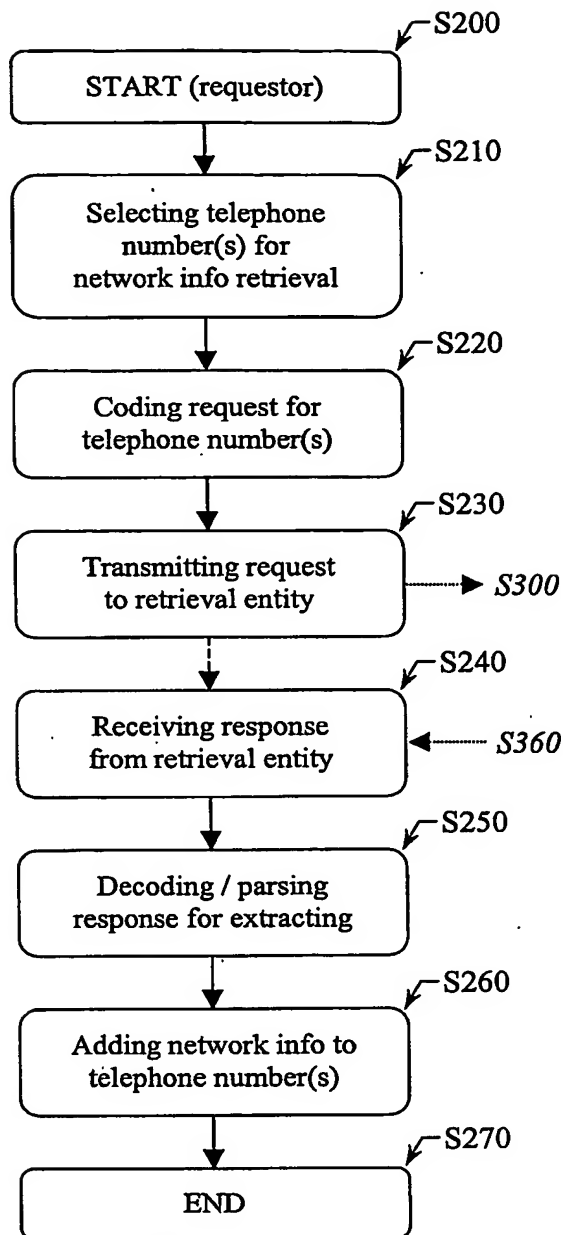 S200
START (requestor)
S210
Selecting telephone
number(s) for
network info retrieval
S220
Coding request for
telephone number(s)
S230
Transmitting request
to retrieval entity
S300
S240
Receiving response
from retrieval entity
S360
S250
Decoding / parsing
response for extracting
S260
Adding network info to
telephone number(s)
S270
END